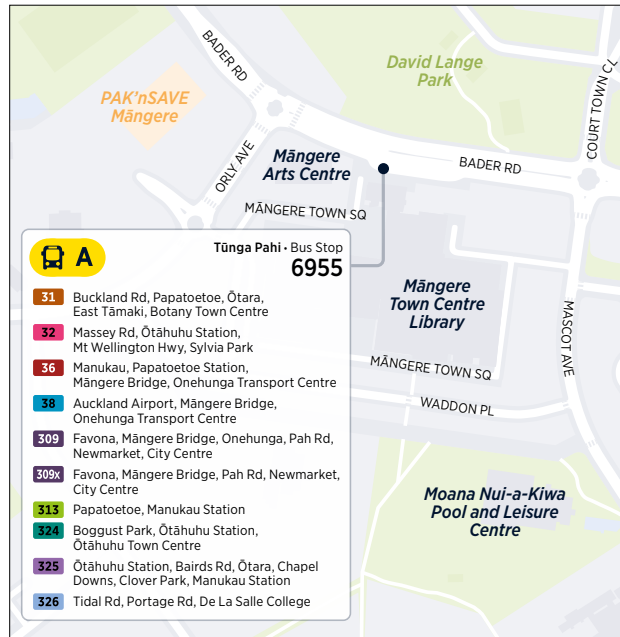 BADER RD
David Lange
Park
COURT TOWN CL
PAK'nSAVE
Māngere
ORLY AVE
Māngere
Arts Centre
BADER RD
MĀNGERE TOWN SQ
A
Tūnga Pahi • Bus Stop
6955
Māngere
Town Centre
Library
MASCOT AVE
31 Buckland Rd, Papatoetoe, Ōtara,
East Tāmaki, Botany Town Centre
32 Massey Rd, Ōtāhuhu Station,
Mt Wellington Hwy, Sylvia Park
36 Manukau, Papatoetoe Station,
Māngere Bridge, Onehunga Transport Centre
38 Auckland Airport, Māngere Bridge,
Onehunga Transport Centre
309 Favona, Māngere Bridge, Onehunga, Pah Rd,
Newmarket, City Centre
309x Favona, Māngere Bridge, Pah Rd, Newmarket,
City Centre
313 Papatoetoe, Manukau Station
324 Boggust Park, Ōtāhuhu Station,
Ōtāhuhu Town Centre
325 Ōtāhuhu Station, Bairds Rd, Ōtara, Chapel
Downs, Clover Park, Manukau Station
326 Tidal Rd, Portage Rd, De La Salle College
MĀNGERE TOWN SQ
WADDON PL
Moana Nui-a-Kiwa
Pool and Leisure
Centre